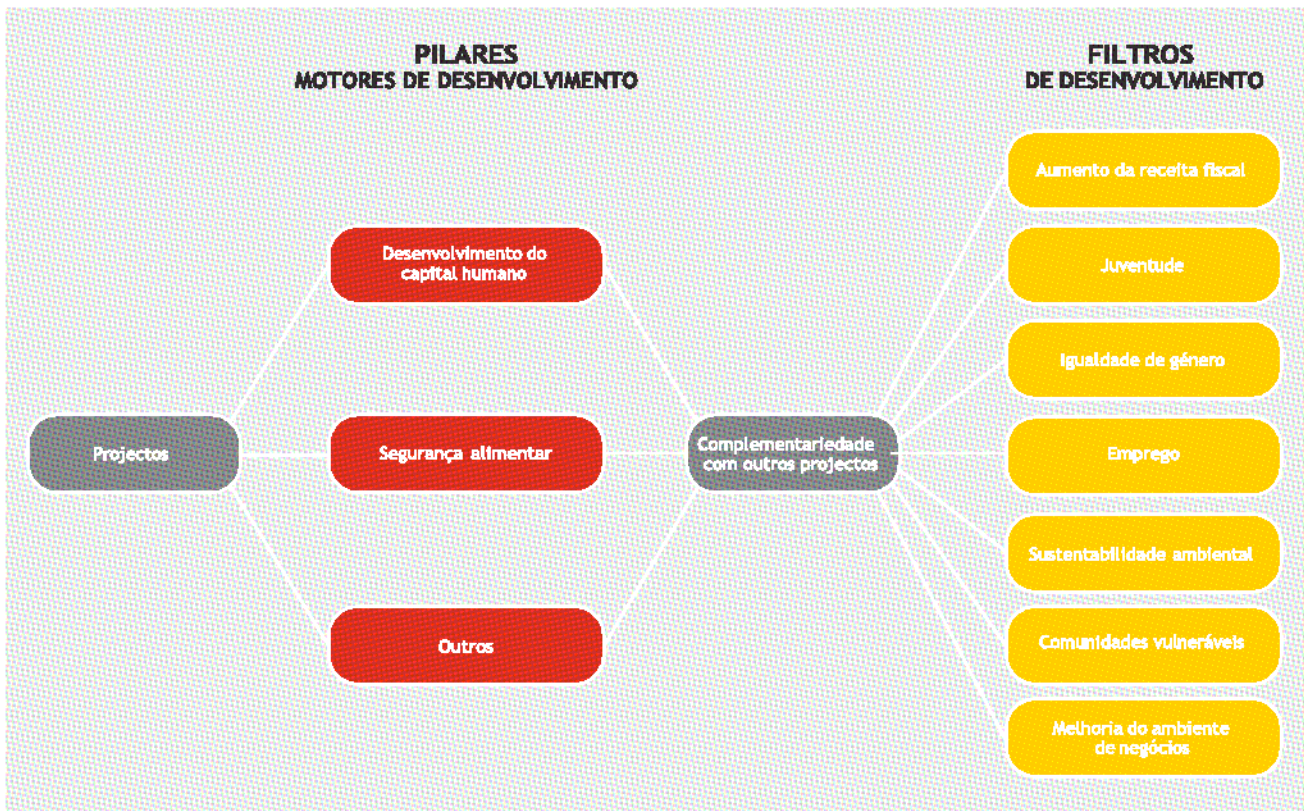 PILARES
MOTORES DE DESENVOLVIMENTO
FILTROS
DE DESENVOLVIMENTO
Projectos
Desenvolvimento do
capital humano
Segurança alimentar
Outros
Complementariedade
com outros projectos
Aumento da receita fiscal
Juventude
Igualdade de género
Emprego
Sustentabilidade ambiental
Comunidades vulneráveis
Melhoria do ambiente
de negócios